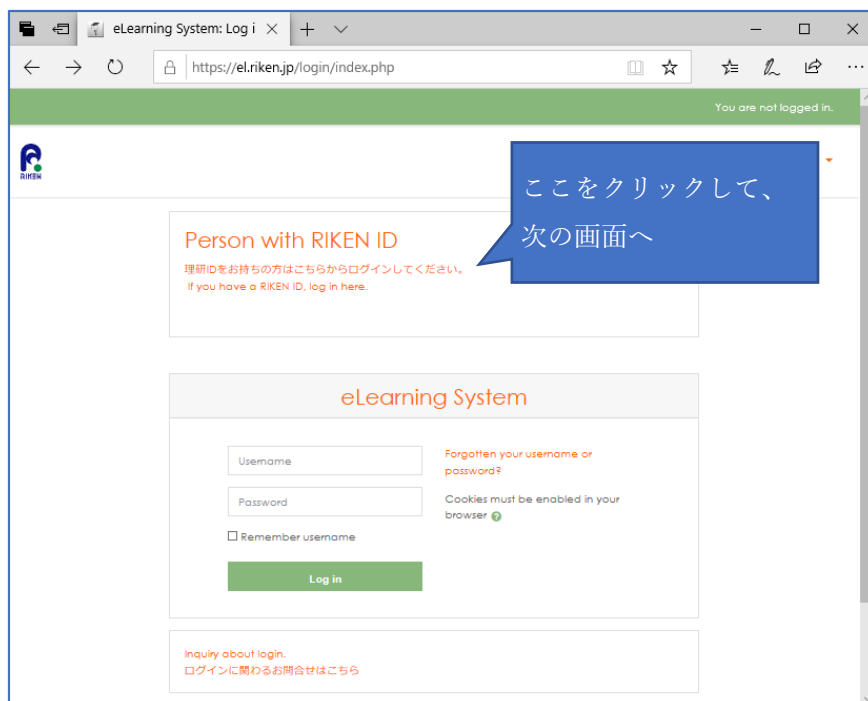 eLearning System: Log i
https://el.riken.jp/login/index.php
You are not logged in.
RIKEN
ここをクリックして、
次の画面へ
Person with RIKEN ID
理研IDをお持ちの方はこちらからログインしてください。
If you have a RIKEN ID, log in here.
eLearning System
Username
Forgotten your username or
password?
Password
Cookies must be enabled in your
browser
Remember username
Log in
Inquiry about login.
ログインに関わるお問合せはこちら